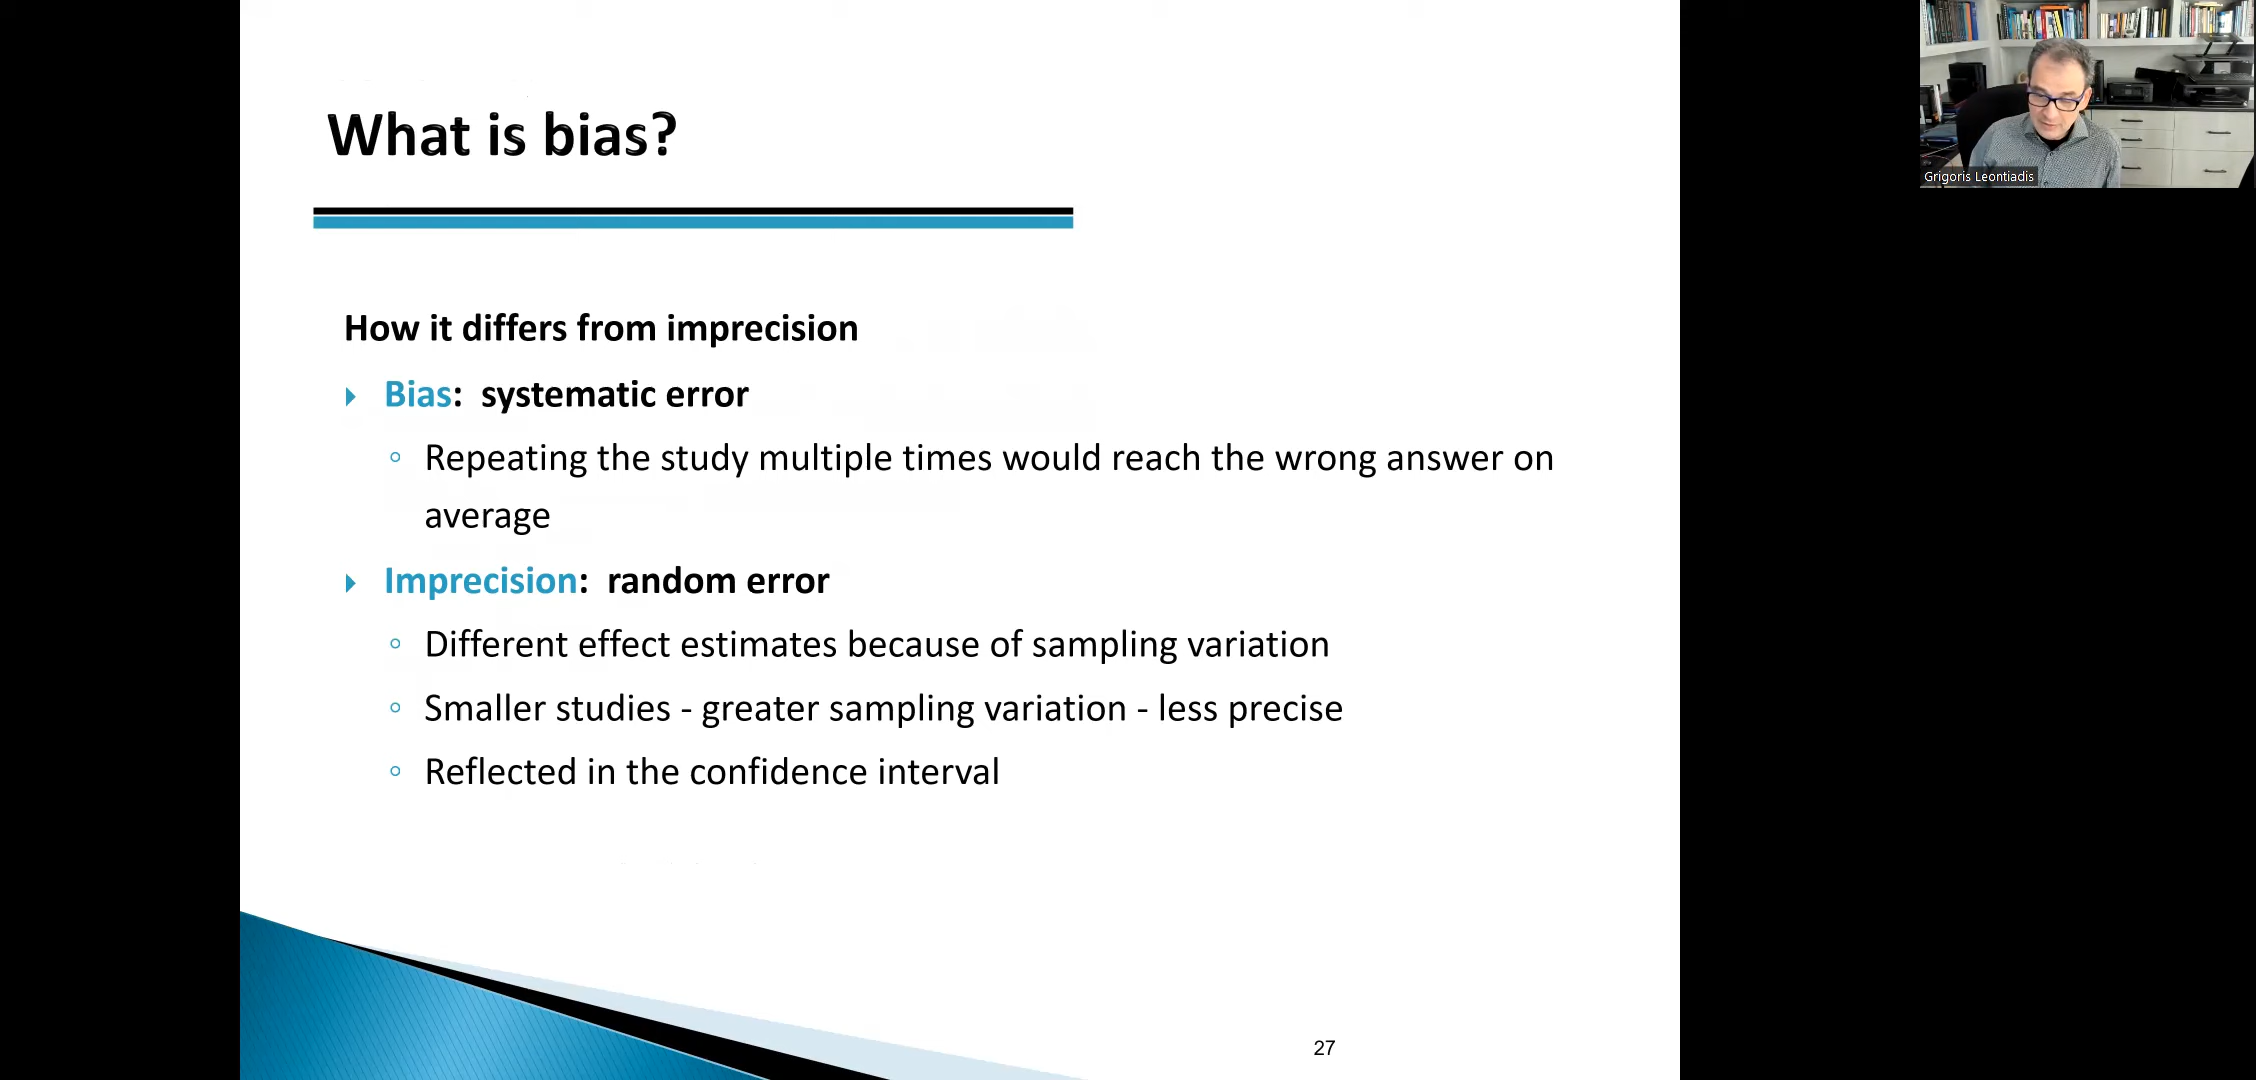 What is bias?
How it differs from imprecision
Bias: systematic error
Repeating the study multiple times would reach the wrong answer on
average
Imprecision: random error
Different effect estimates because of sampling variation
Smaller studies - greater sampling variation - less precise
Reflected in the confidence interval
27
Grigoris Leontiadis